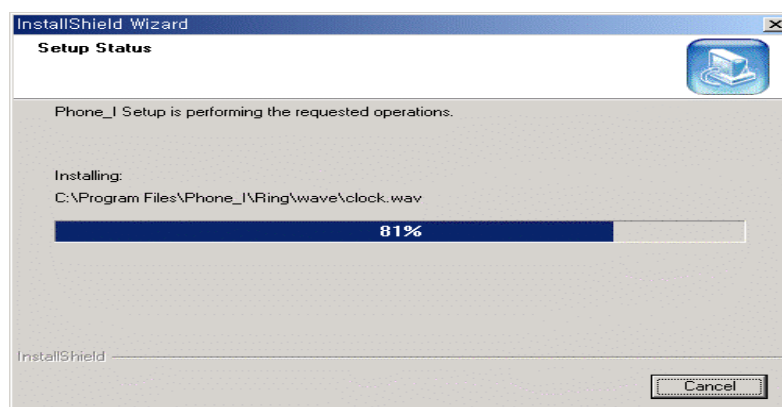 InstallShield Wizard
Setup Status
Phone_I Setup is performing the requested operations.
Installing:
C:\Program Files\Phone_I\Ring\wave\clock.wav
81%
InstallShield
Cancel